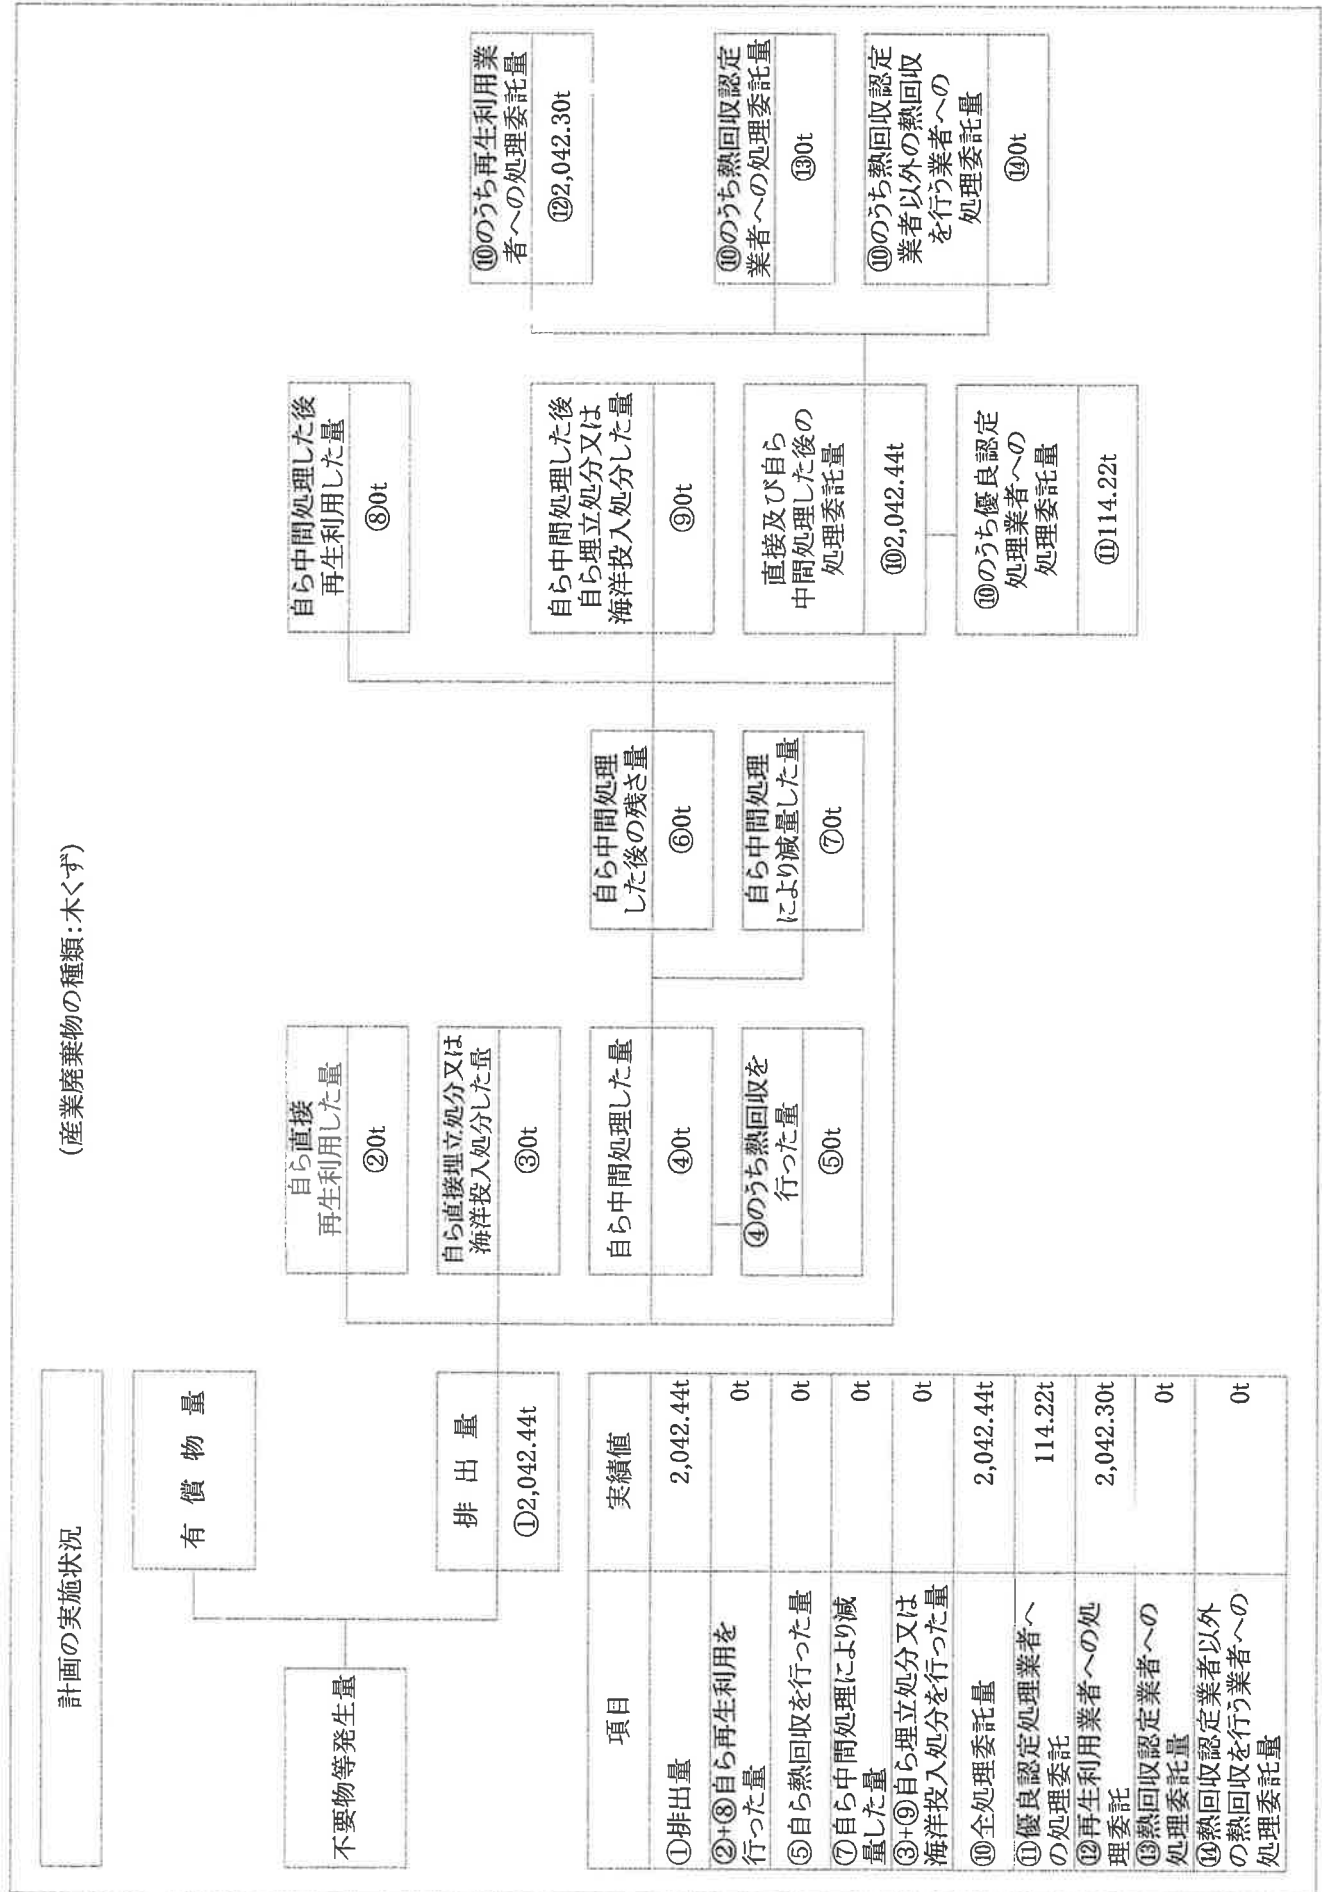 (産業廃棄物の種類：木くず)
計画の実施状況
不要物等発生量
有償物量
排出量
①2,042.44t
自ら直接
再生利用した量
②0t
自ら直接埋立処分又は
海洋投入処分した量
③0t
自ら中間処理した量
④0t
④のうち熱回収を
行った量
⑤0t
自ら中間処理
した後の残さ量
⑥0t
自ら中間処理
により減量した量
⑦0t
自ら中間処理した後
再生利用した量
⑧0t
自ら中間処理した後
自ら埋立処分又は
海洋投入処分した量
⑨0t
直接及び自ら
中間処理した後の
処理委託量
⑩2,042.44t
⑩のうち優良認定
処理業者への
処理委託量
⑪114.22t
⑩のうち再生利用業
者への処理委託量
⑫2,042.30t
⑩のうち熱回収認定
業者への処理委託量
⑬0t
⑩のうち熱回収認定
業者以外の熱回収
を行う業者への
処理委託量
⑭0t
項目 実績値
①排出量 2,042.44t
②+⑧自ら再生利用を
行った量 0t
⑤自ら熱回収を行った量 0t
⑦自ら中間処理により減
量した量 0t
③+⑨自ら埋立処分又は
海洋投入処分を行った量 0t
⑩全処理委託量 2,042.44t
⑪優良認定処理業者へ
の処理委託 114.22t
⑫再生利用業者への処
理委託 2,042.30t
⑬熱回収認定業者への
処理委託量 0t
⑭熱回収認定業者以外
の熱回収を行う業者への
処理委託量 0t